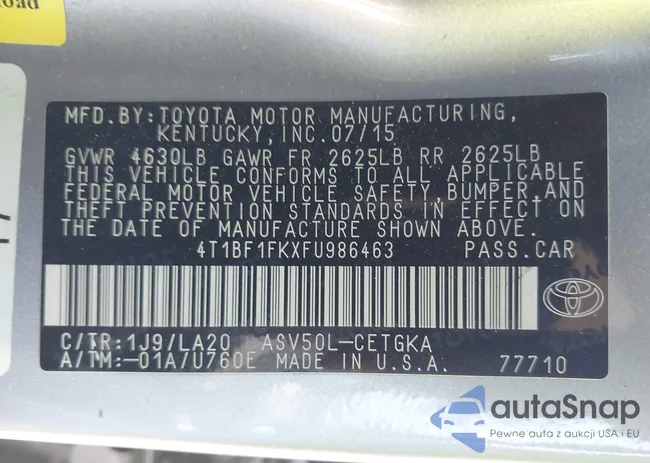 oad
MFD.BY:TOYOTA MOTOR MANUFACTURING,
KENTUCKY,INC.07/15
GVWR 4630LB GAWR FR 2625LB RR 2625LB
THIS VEHICLE CONFORMS TO ALL APPLICABLE
FEDERAL MOTOR VEHICLE SAFETY,BUMPER,AND
THEFT PREVENTION STANDARDS IN EFFECT ON
THE DATE OF MANUFACTURE SHOWN ABOVE.
4T1BF1FKXFU986463 PASS.CAR
C/TR:1J9/LA20 ASV50L-CETGKA
A/TM:-01A/U760E MADE IN U.S.A. 77710
autaSnap
Pewne auta z aukcji USA i EU